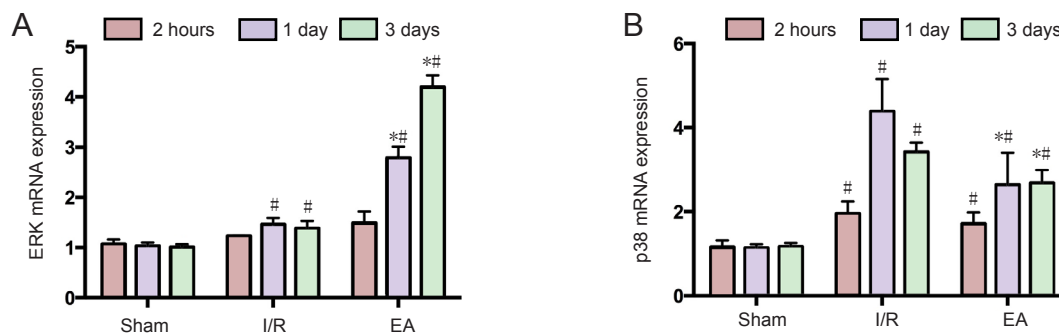 A
2 hours 1 day 3 days
ERK mRNA expression
5
*#
4
*#
3
2
# #
1
0
Sham I/R EA
B
2 hours 1 day 3 days
p38 mRNA expression
6
#
#
4
*# *#
# #
2
0
Sham I/R EA